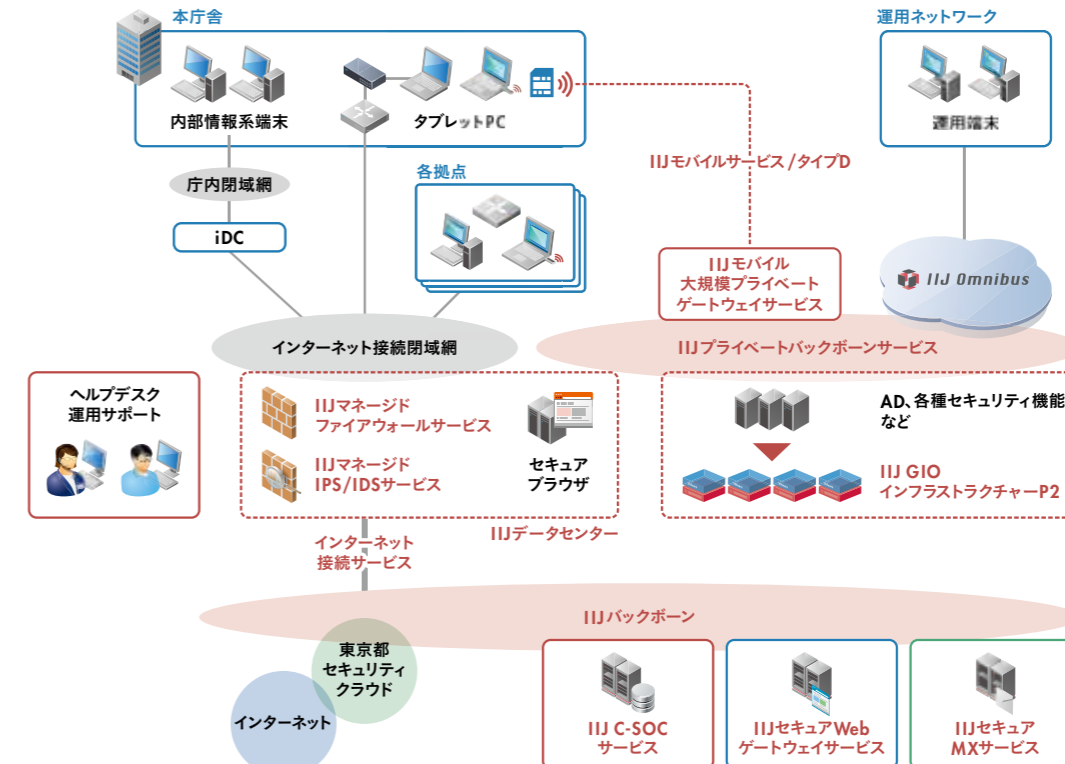 本庁舎
運用ネットワーク
内部情報系端末
タブレットPC
運用端末
IIJモバイルサービス/タイプD
庁内閉域網
各拠点
iDC
IIJモバイル
大規模プライベート
ゲートウェイサービス
IIJ Omnibus
インターネット接続閉域網
IIJプライベートバックボーンサービス
ヘルプデスク
運用サポート
IIJマネージド
ファイアウォールサービス
IIJマネージド
IPS/IDSサービス
セキュア
ブラウザ
AD、各種セキュリティ機能
など
IIJ GIO
インフラストラクチャーP2
IIJデータセンター
インターネット
接続サービス
IIJバックボーン
東京都
セキュリティ
クラウド
インターネット
IIJ C-SOC
サービス
IIJセキュアWeb
ゲートウェイサービス
IIJセキュア
MXサービス